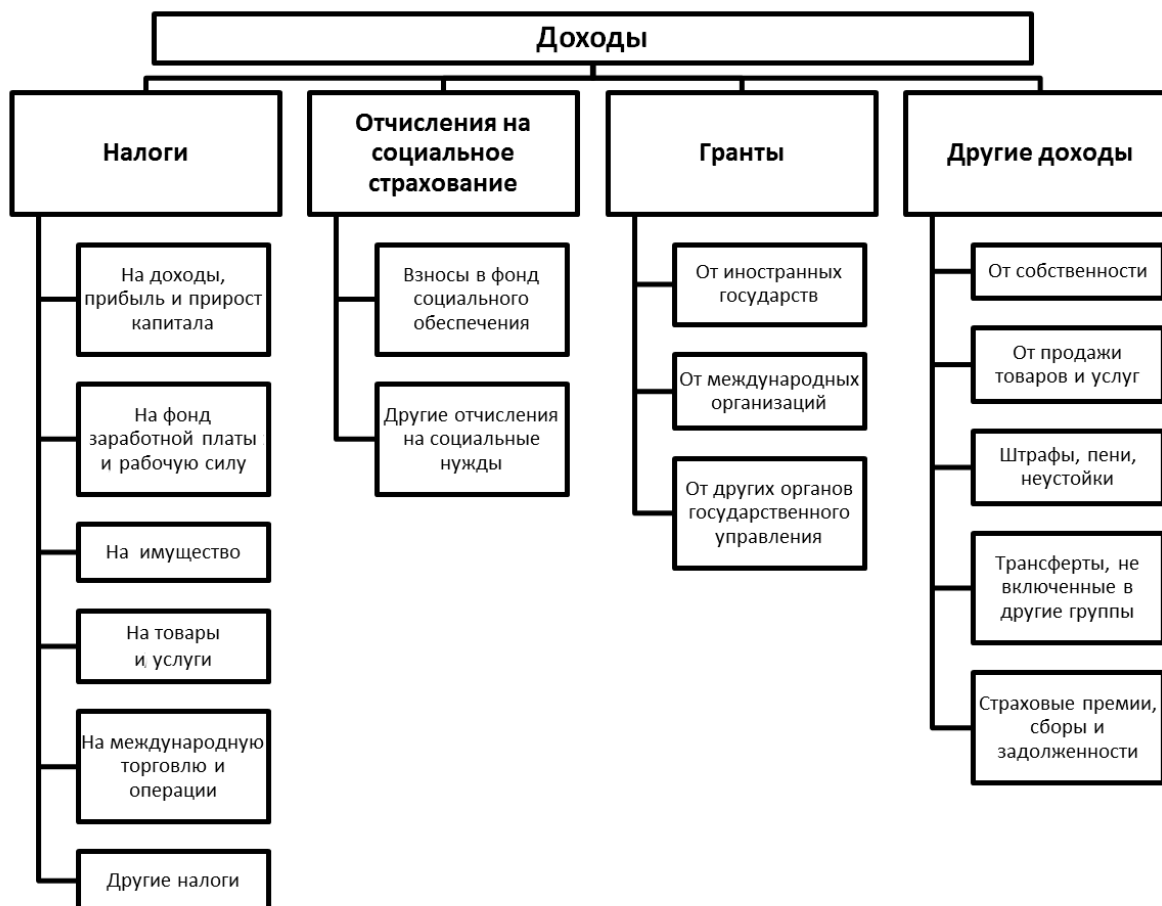 Доходы
Налоги
На доходы,
прибыль и прирост
капитала
На фонд
заработной платы
и рабочую силу
На имущество
На товары
и услуги
На международную
торговлю и
операции
Другие налоги
Отчисления на
социальное
страхование
Взносы в фонд
социального
обеспечения
Другие отчисления
на социальные
нужды
Гранты
От иностранных
государств
От международных
организаций
От других органов
государственного
управления
Другие доходы
От собственности
От продажи
товаров и услуг
Штрафы, пени,
неустойки
Трансферты, не
включенные в
другие группы
Страховые премии,
сборы и
задолженности